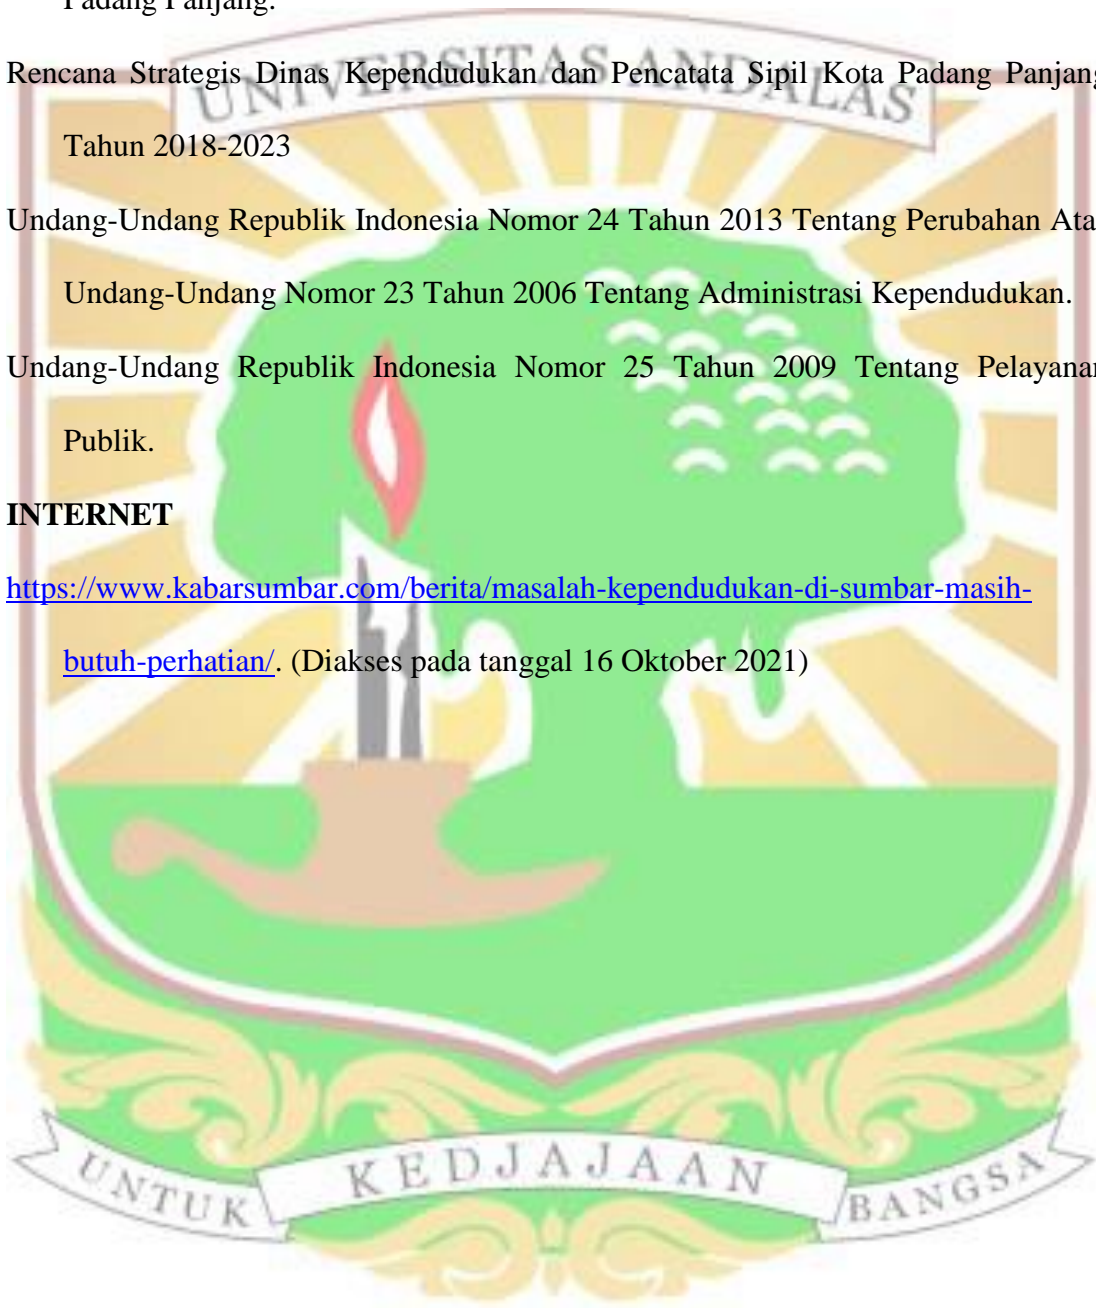 Padang Panjang.
UNIVERSITAS ANDALAS
Rencana Strategis Dinas Kependudukan dan Pencatata Sipil Kota Padang Panjang
Tahun 2018-2023
Undang-Undang Republik Indonesia Nomor 24 Tahun 2013 Tentang Perubahan Ata
Undang-Undang Nomor 23 Tahun 2006 Tentang Administrasi Kependudukan.
Undang-Undang Republik Indonesia Nomor 25 Tahun 2009 Tentang Pelayanan
Publik.
INTERNET
https://www.kabarsumbar.com/berita/masalah-kependudukan-di-sumbar-masih-
butuh-perhatian/. (Diakses pada tanggal 16 Oktober 2021)
UNTUK KEDJAJAAN BANGSA